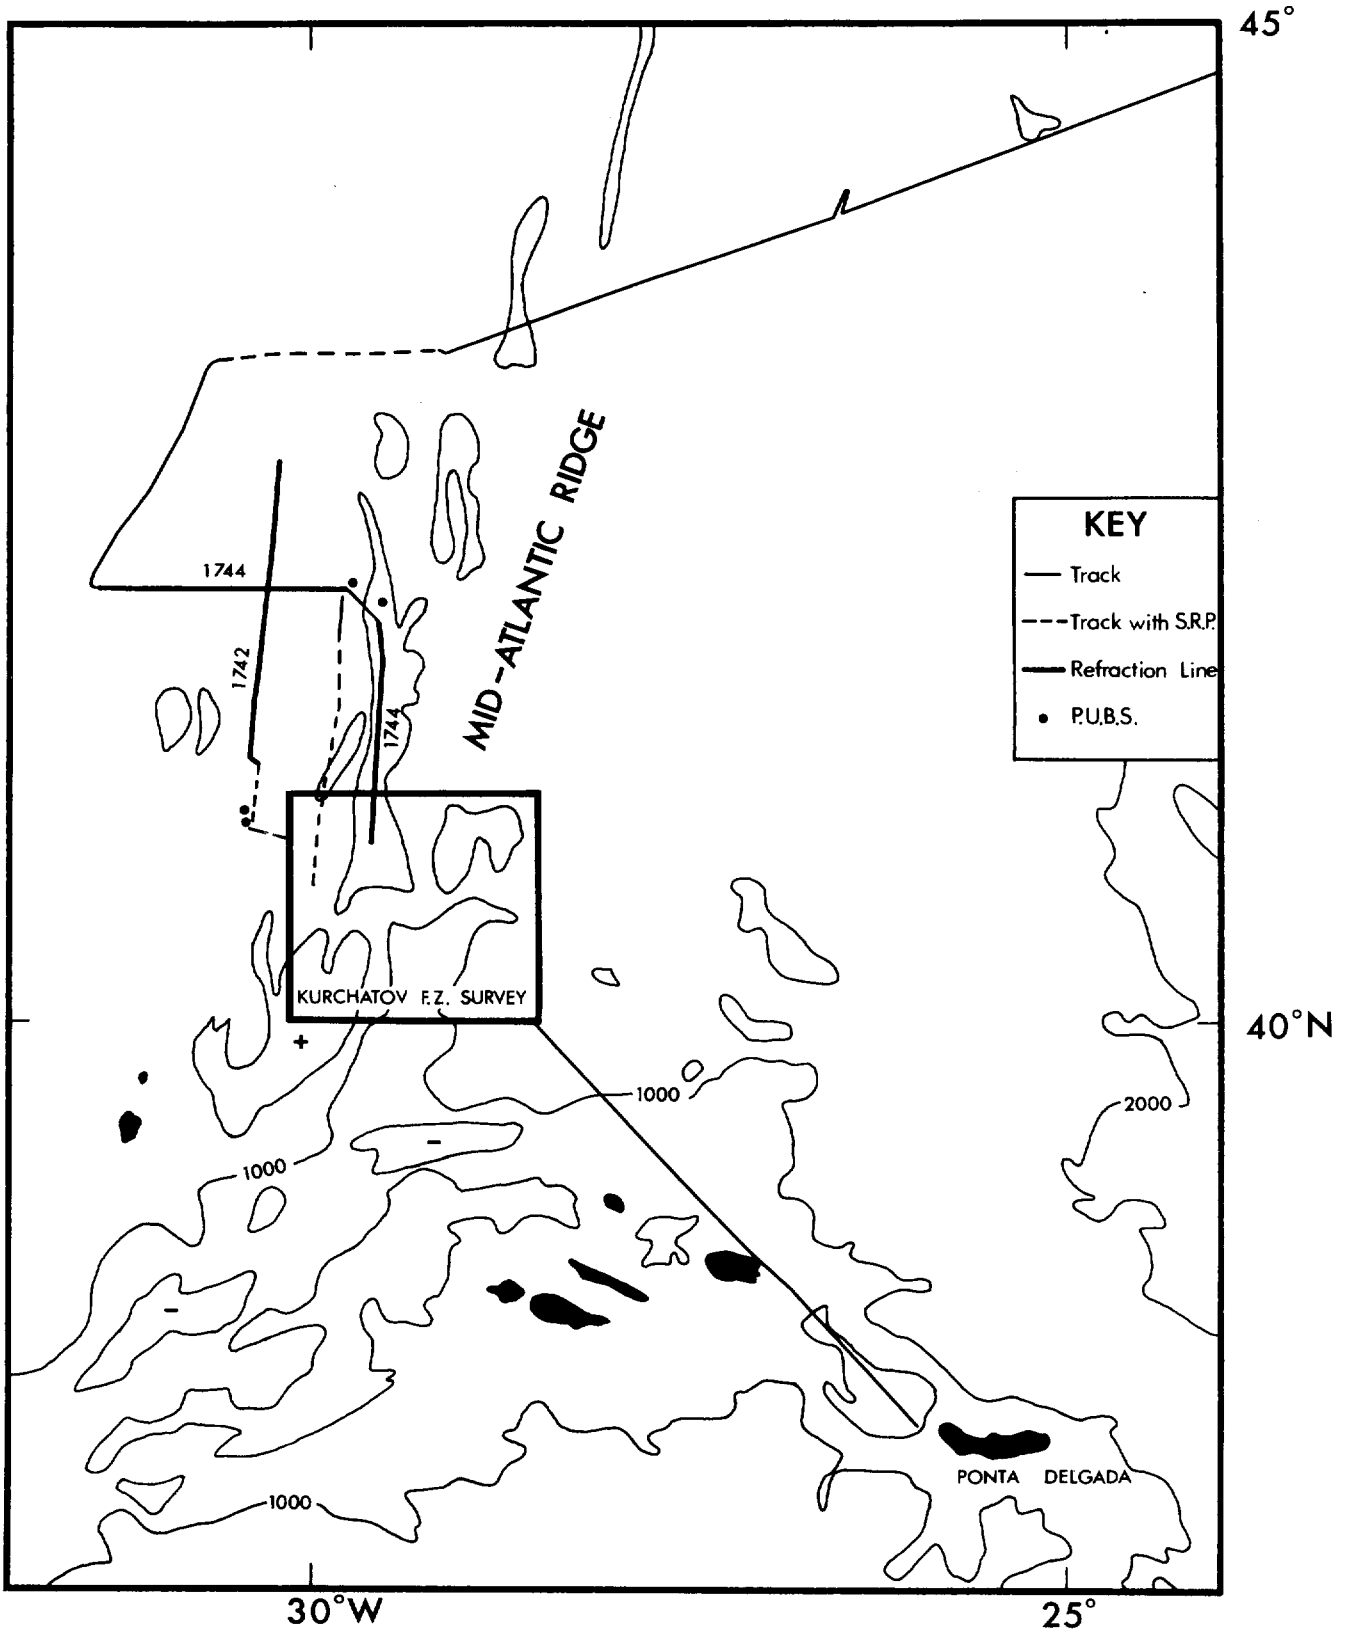 45°
MID-ATLANTIC RIDGE
KEY
Track
Track with S.R.P.
Refraction Line
P.U.B.S.
1744
1742
1744
KURCHATOV F.Z. SURVEY
40°N
+
1000
2000
-
1000
-
PONTA DELGADA
1000
30°W
25°